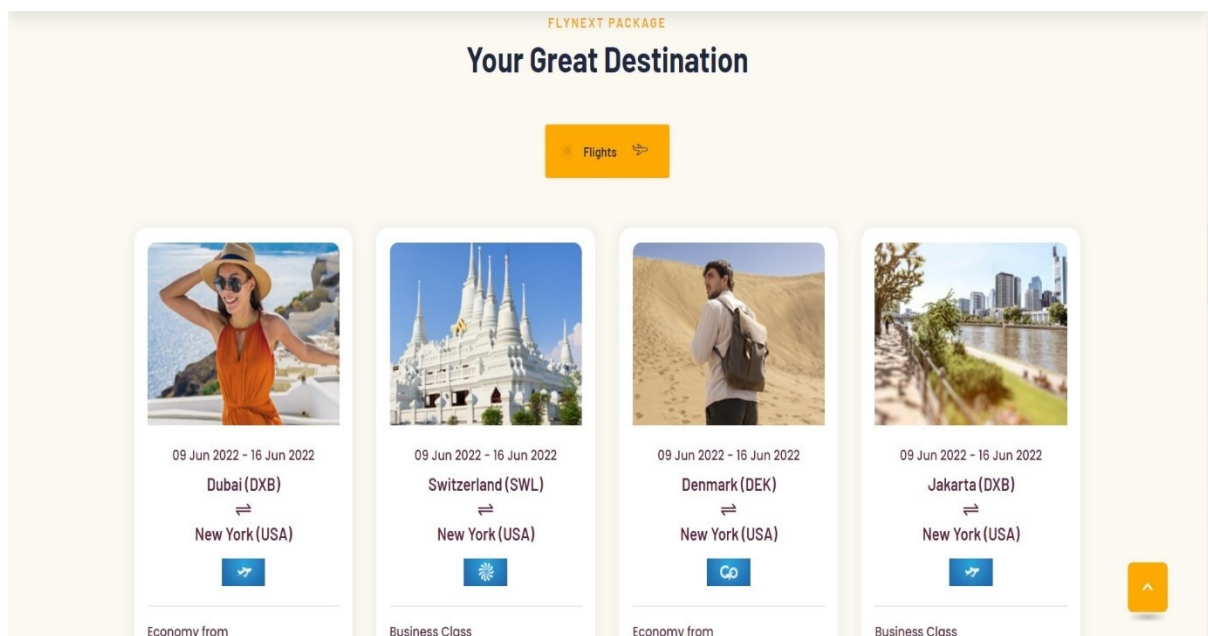 FLYNEXT PACKAGE
Your Great Destination
Flights
09 Jun 2022 - 16 Jun 2022
Dubai (DXB)
New York (USA)
Economy from
09 Jun 2022 - 16 Jun 2022
Switzerland (SWL)
New York (USA)
Business Class
09 Jun 2022 - 16 Jun 2022
Denmark (DEK)
New York (USA)
Economy from
09 Jun 2022 - 16 Jun 2022
Jakarta (DXB)
New York (USA)
Business Class